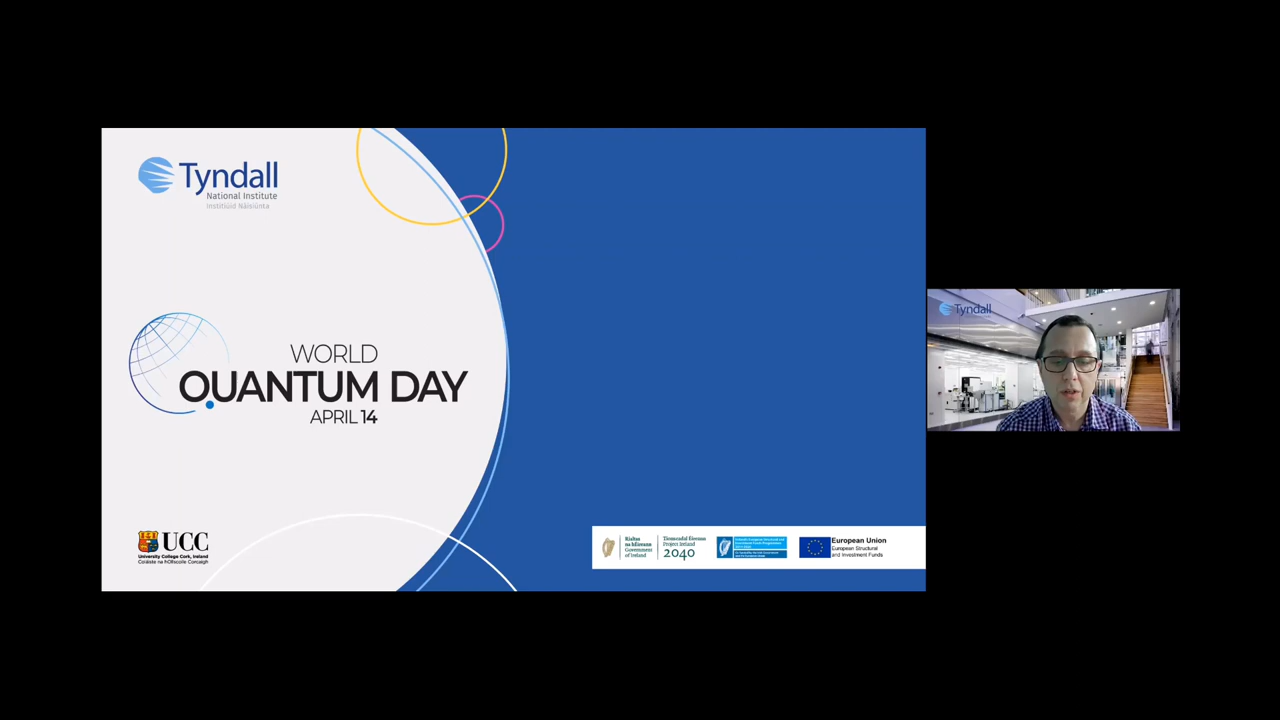 Tyndall
National Institute
Institiúid Náisiúnta
WORLD
QUANTUM DAY
APRIL 14
UCC
University College Cork, Ireland
Coláiste na hOllscoile Corcaigh
Rialtas
na hÉireann
Government
of Ireland
Tionscadal Éireann
Project Ireland
2040
European Union
European Structural
and Investment Funds
Tyndall